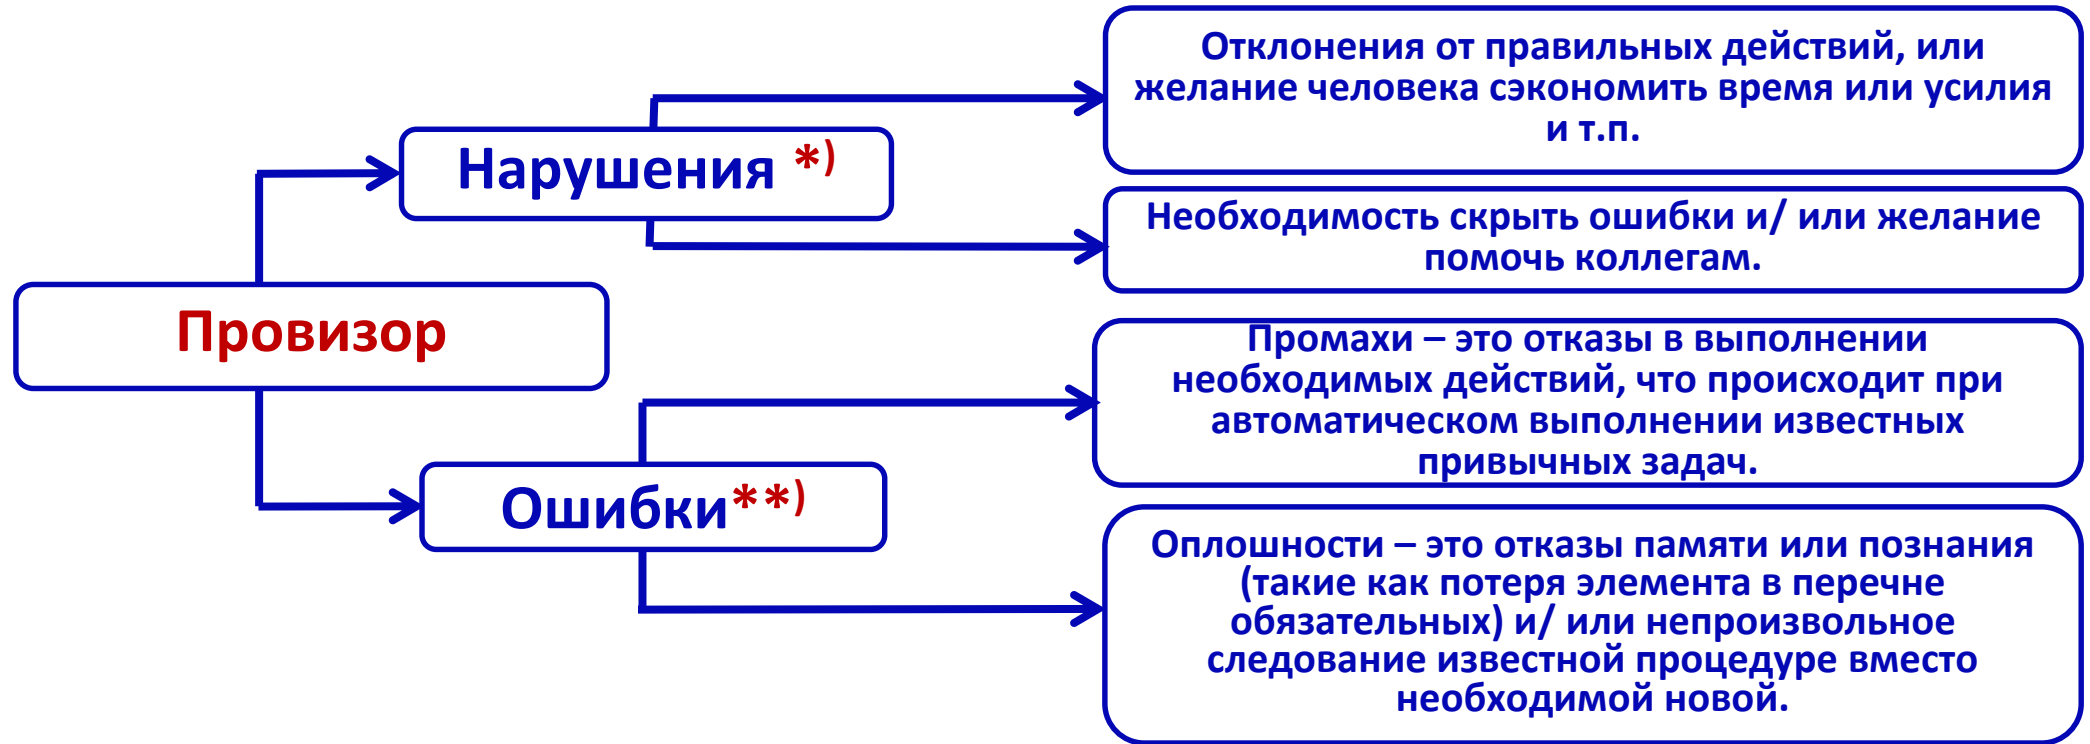 Отклонения от правильных действий, или
желание человека сэкономить время или усилия
и т.п.
Нарушения *)
Необходимость скрыть ошибки и/ или желание
помочь коллегам.
Провизор
Промахи – это отказы в выполнении
необходимых действий, что происходит при
автоматическом выполнении известных
привычных задач.
Ошибки**)
Оплошности – это отказы памяти или познания
(такие как потеря элемента в перечне
обязательных) и/ или непроизвольное
следование известной процедуре вместо
необходимой новой.